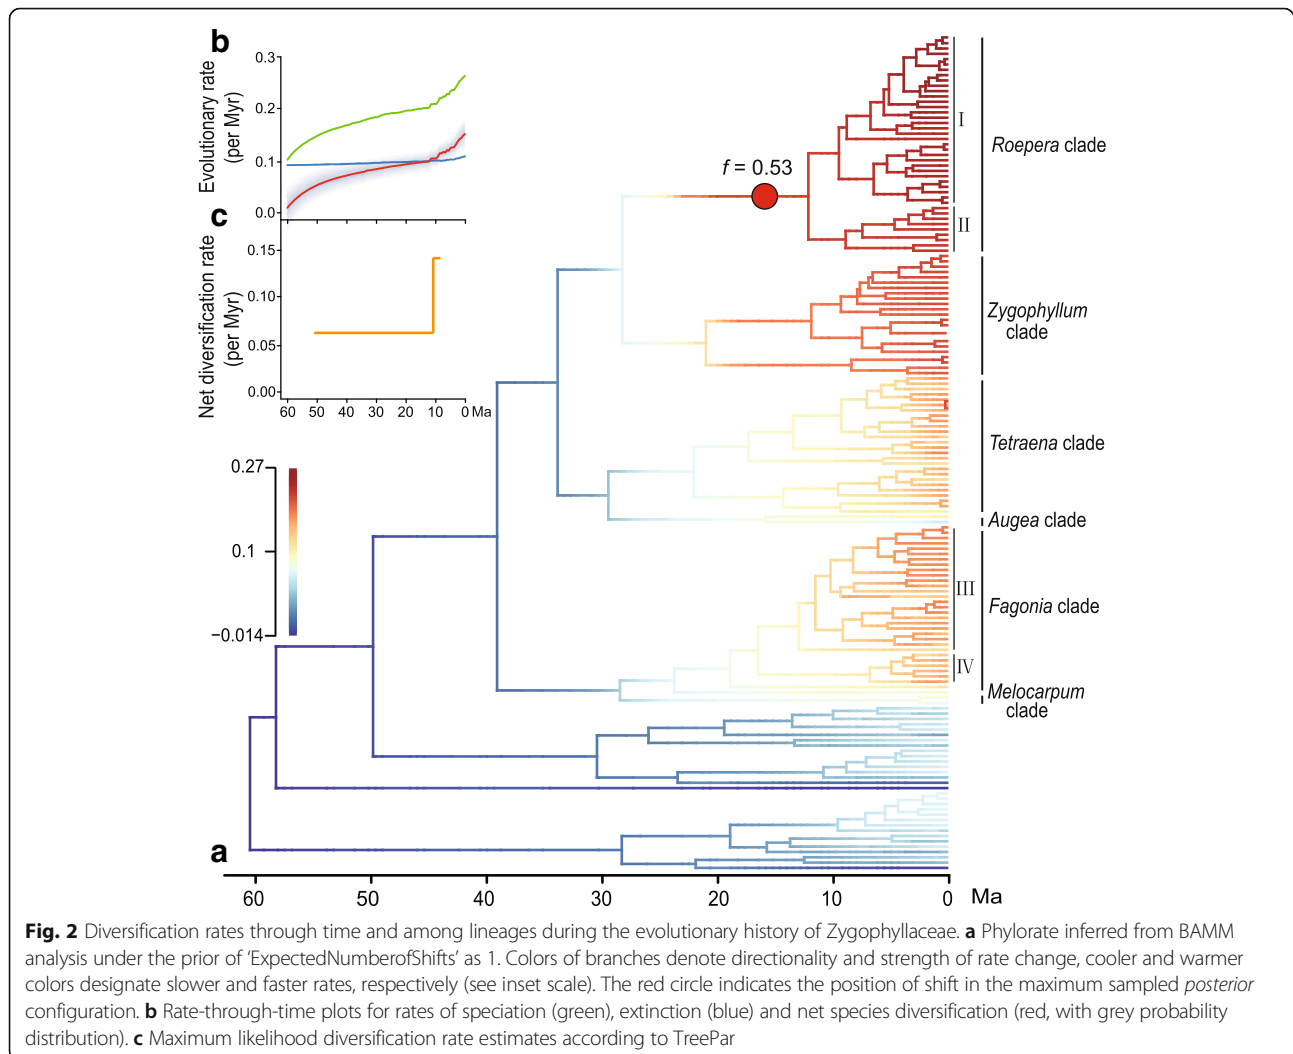 b
Evolutionary rate
(per Myr)
0.3
0.2
0.1
0.0
c
Net diversification rate
(per Myr)
0.15
0.10
0.05
0.00
60 50 40 30 20 10 0 Ma
0.27
0.1
−0.014
f = 0.53
I
Roepera clade
II
Zygophyllum
clade
Tetraena clade
Augea clade
III
Fagonia clade
IV
Melocarpum
clade
a
60 50 40 30 20 10 0 Ma
Fig. 2 Diversification rates through time and among lineages during the evolutionary history of Zygophyllaceae. a Phylorate inferred from BAMM
analysis under the prior of ‘ExpectedNumberofShifts’ as 1. Colors of branches denote directionality and strength of rate change, cooler and warmer
colors designate slower and faster rates, respectively (see inset scale). The red circle indicates the position of shift in the maximum sampled posterior
configuration. b Rate-through-time plots for rates of speciation (green), extinction (blue) and net species diversification (red, with grey probability
distribution). c Maximum likelihood diversification rate estimates according to TreePar